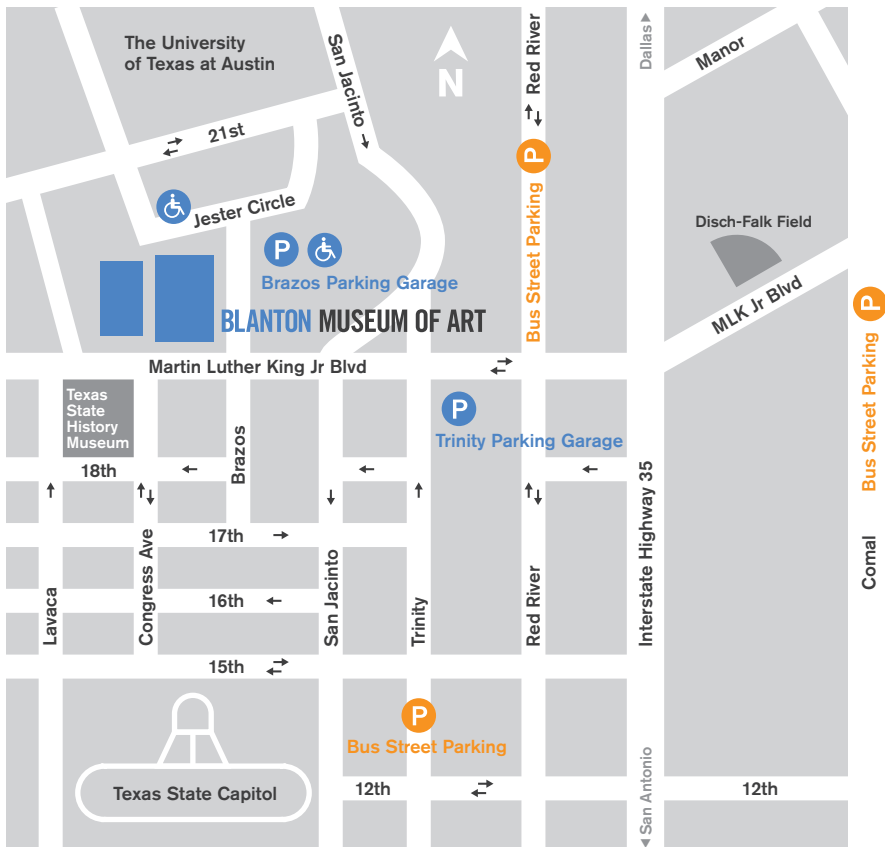 The University
of Texas at Austin
San Jacinto
N
Red River
Dallas
Manor
21st
P
Bus Street Parking
Jester Circle
Disch-Falk Field
P
Brazos Parking Garage
MLK Jr Blvd
P
Bus Street Parking
BLANTON MUSEUM OF ART
Martin Luther King Jr Blvd
Texas
State
History
Museum
P
Trinity Parking Garage
Brazos
18th
Interstate Highway 35
17th
Comal
Lavaca
Congress Ave
San Jacinto
Trinity
Red River
16th
15th
P
Bus Street Parking
Texas State Capitol
12th
12th
San Antonio